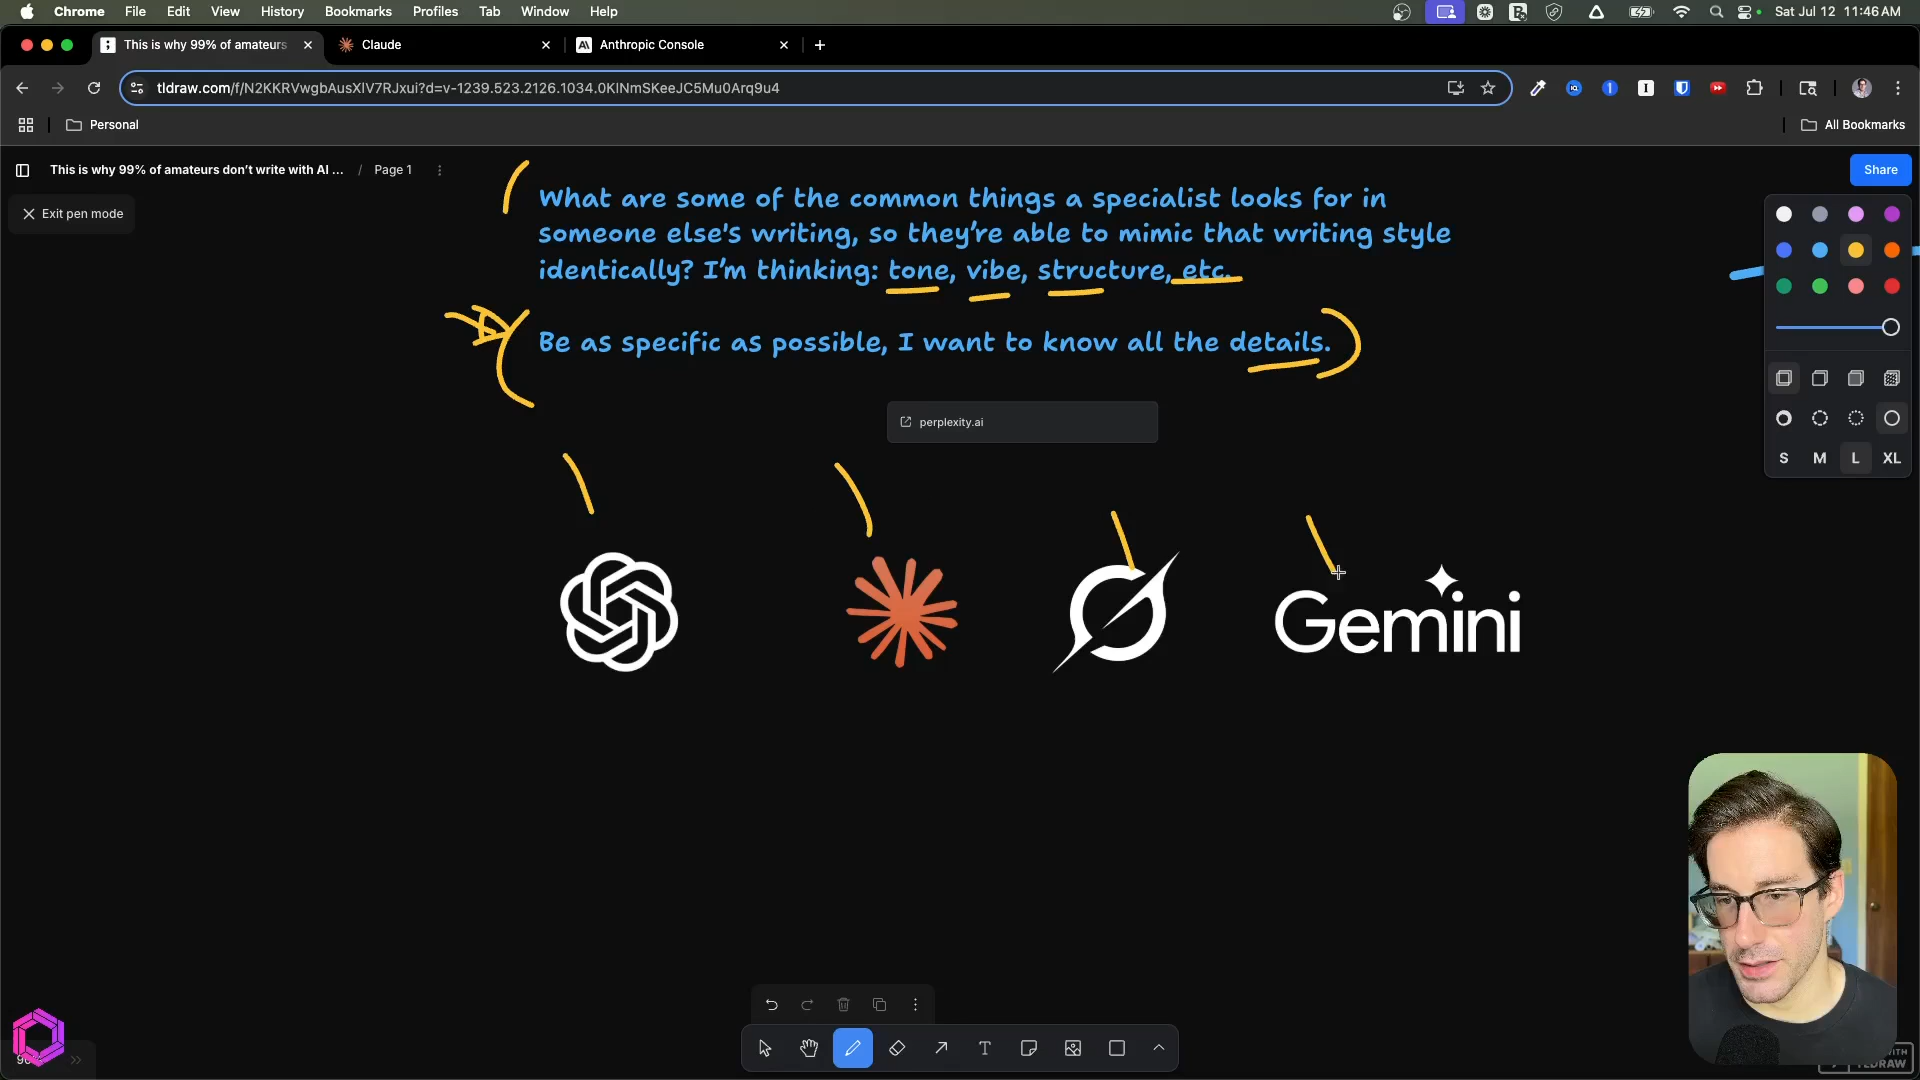 Chrome File Edit View History Bookmarks Profiles Tab Window Help
Sat Jul 12 11:46 AM
This is why 99% of amateurs
Claude
Anthropic Console
tldraw.com/f/N2KKRVwgbAusXlV7RJxui?d=v-1239.523.2126.1034.0KlNmSKeeJC5Mu0Arq9u4
Personal
All Bookmarks
This is why 99% of amateurs don't write with AI ... / Page 1
Share
Exit pen mode
What are some of the common things a specialist looks for in
someone else's writing, so they're able to mimic that writing style
identically? I'm thinking: tone, vibe, structure, etc.
Be as specific as possible, I want to know all the details.
perplexity.ai
S M L XL
Gemini